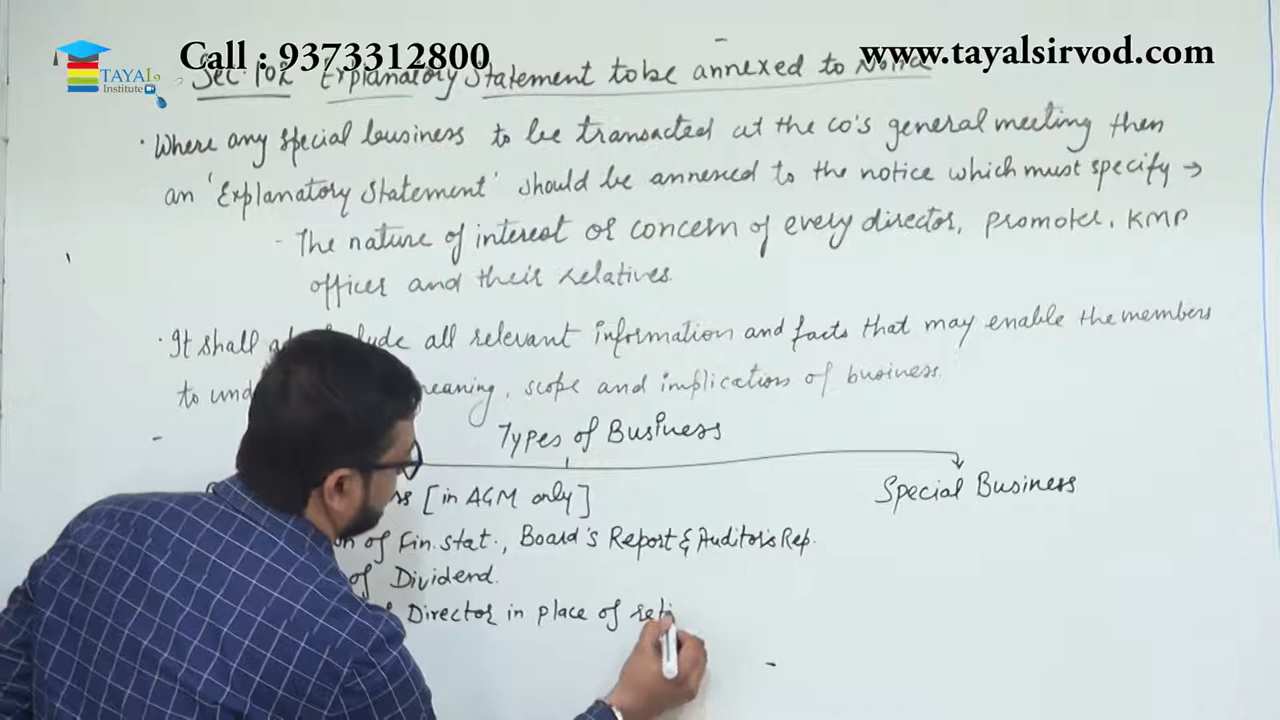 Call : 9373312800
www.tayalsirvod.com
TAYAL
Institute
Sec. 102 Explanatory Statement to be annexed to Notice
· Where any special business to be transacted at the co's general meeting then
an 'Explanatory Statement' should be annexed to the notice which must specify →
- The nature of interest or concern of every director, promoter, KMP
officer and their relatives.
· It shall all relevant information and facts that may enable the members
to meaning, scope and implication of business.
Types of Business
[in AGM only]
Special Business
of Fin. stat., Board's Report & Auditor's Rep.
of Dividend.
Director in place of reti